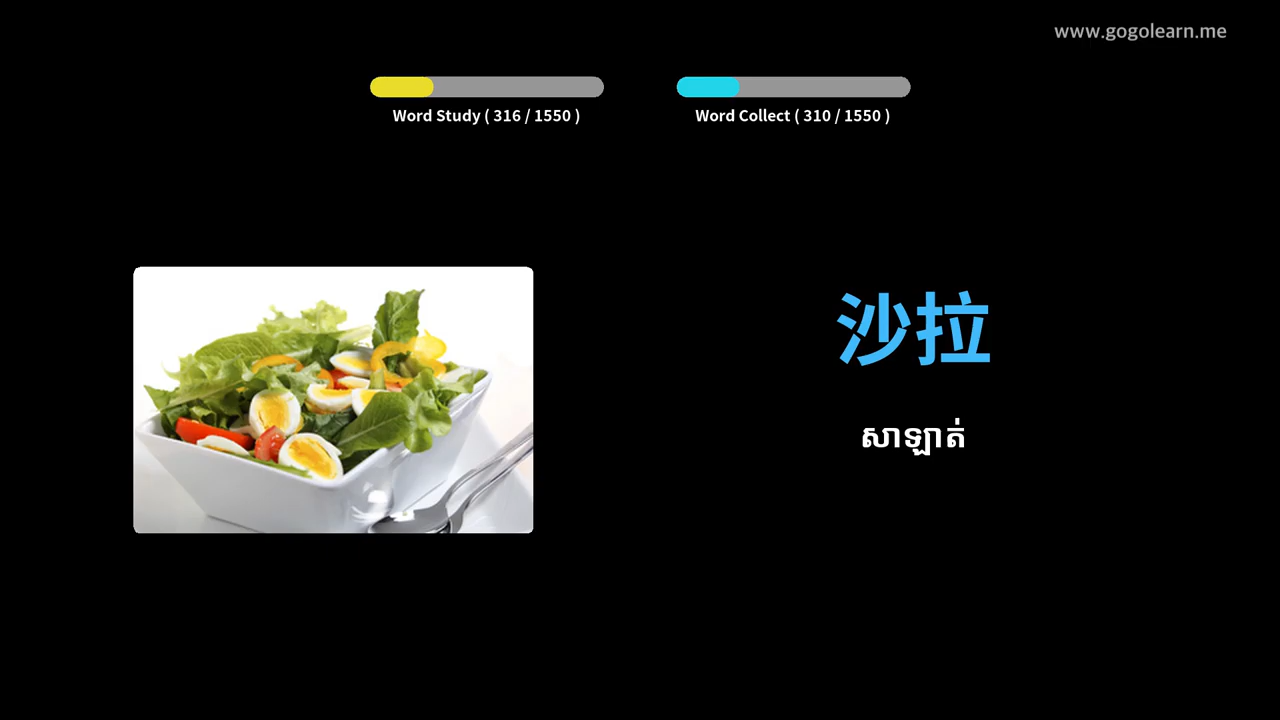 www.gogolearn.me
Word Study ( 316 / 1550 )
Word Collect ( 310 / 1550 )
沙拉
សាឡាត់